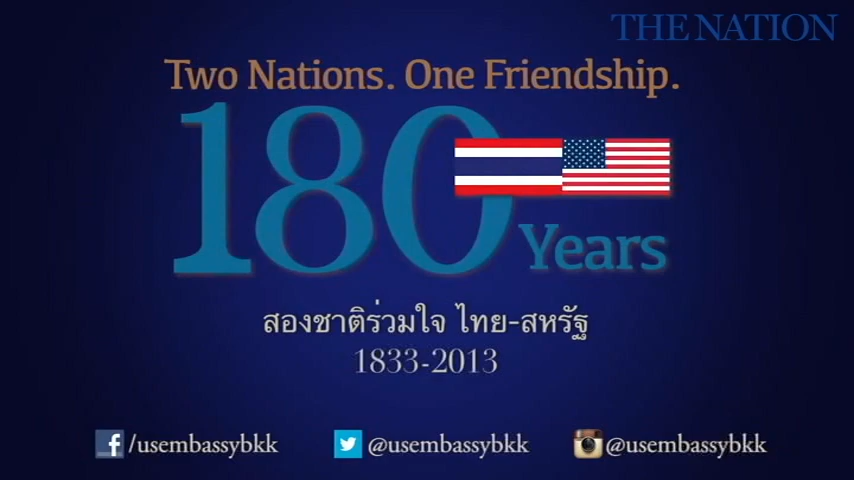 THE NATION
Two Nations. One Friendship.
180
Years
สองชาติร่วมใจ ไทย-สหรัฐ
1833-2013
/usembassybkk @usembassybkk @usembassybkk